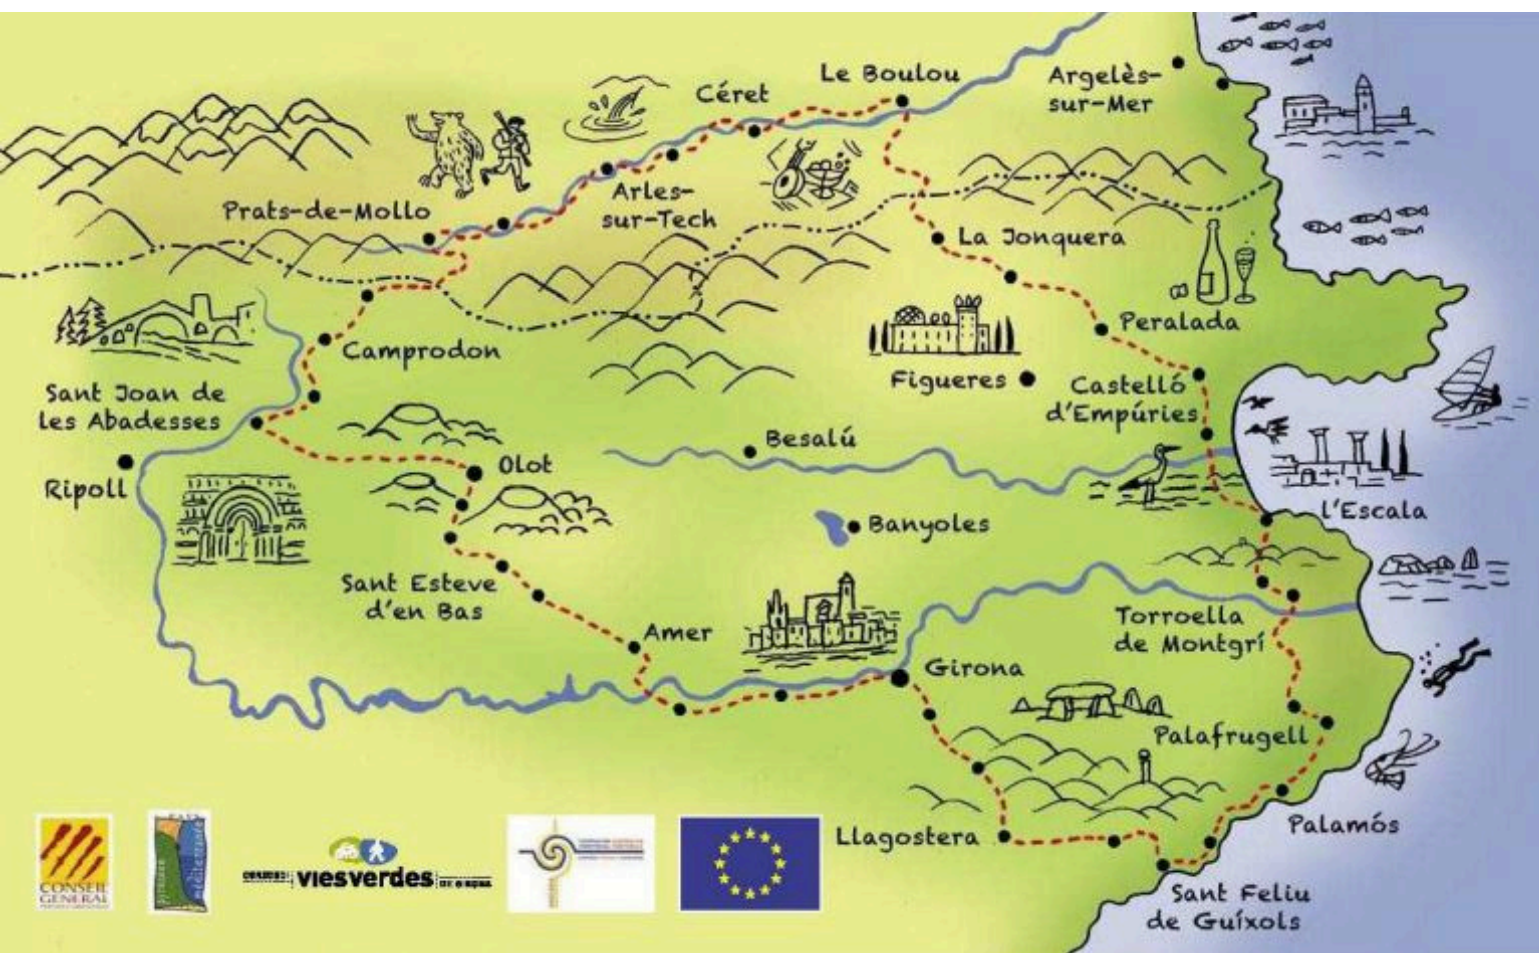 Le Boulou
Argelès-
sur-Mer
Céret
Arles-
sur-Tech
Prats-de-Mollo
La Jonquera
Peralada
Camprodon
Figueres
Castelló
d'Empúries
Sant Joan de
les Abadesses
Besalú
Olot
Ripoll
l'Escala
Banyoles
Sant Esteve
d'en Bas
Amer
Torroella
de Montgrí
Girona
Palafrugell
Llagostera
Palamós
Sant Feliu
de Guíxols
CONSELL
GENERAL
viesverdes